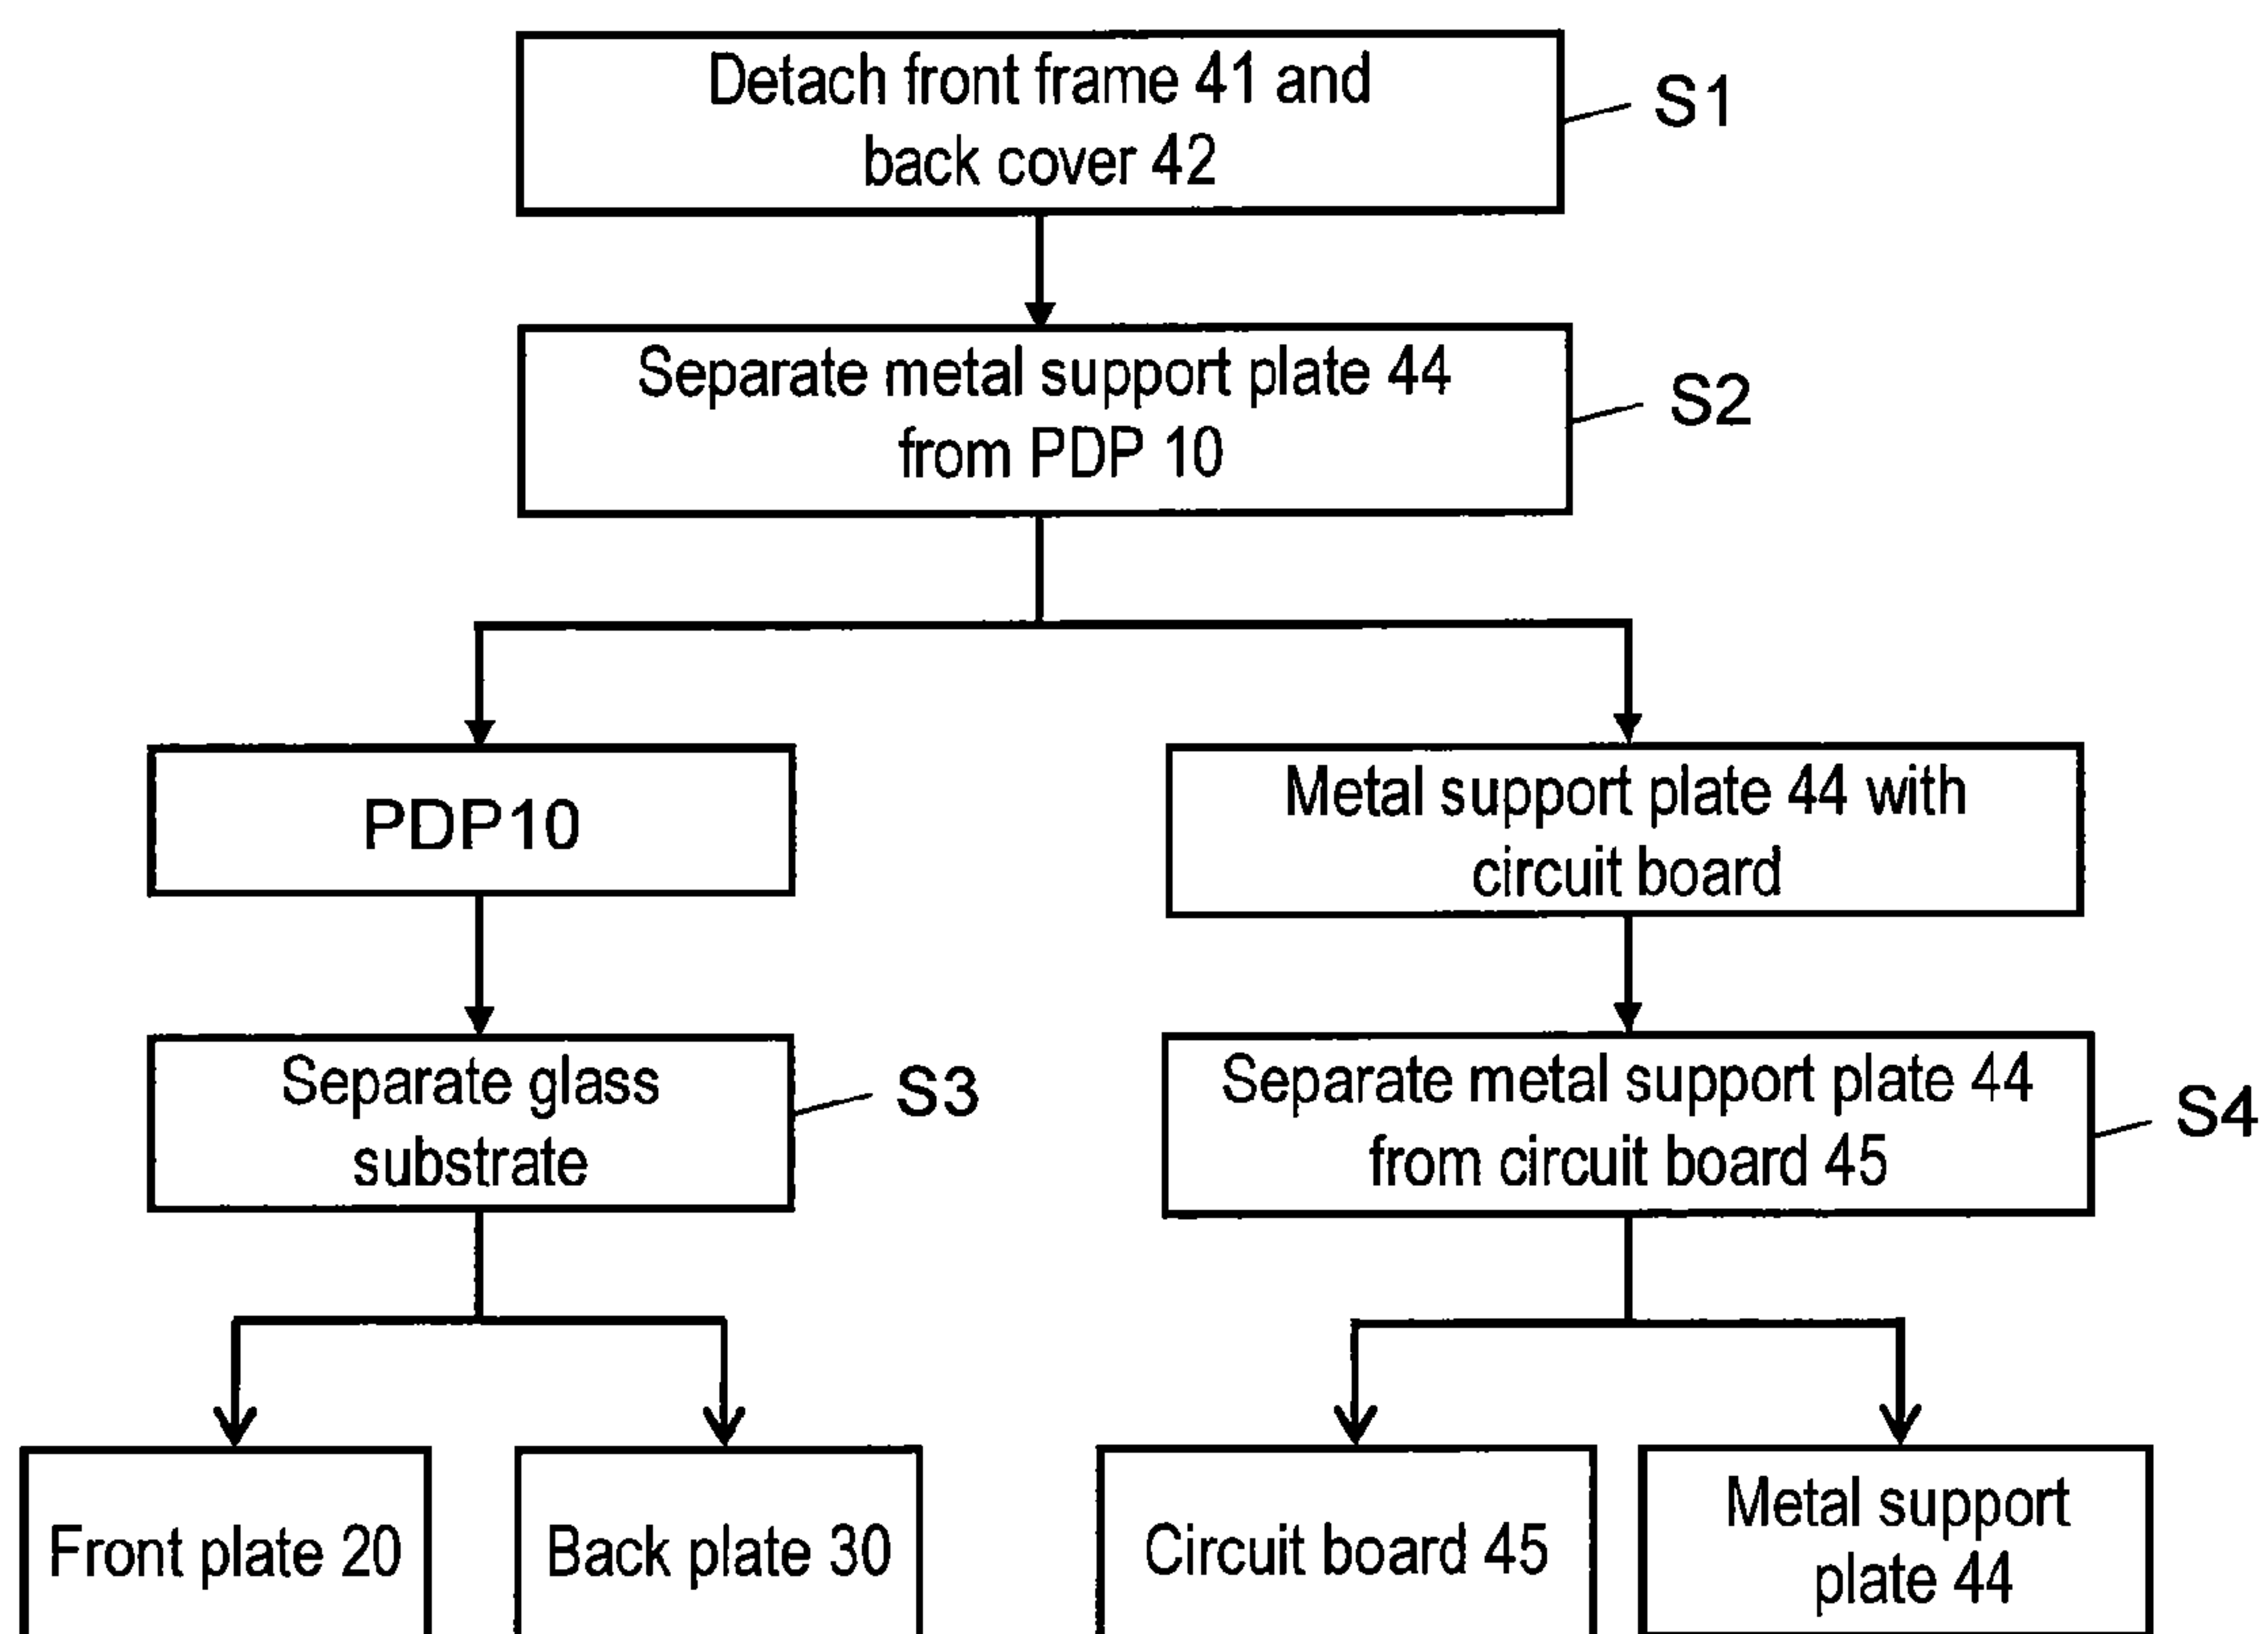 Detach front frame 41 and
back cover 42
S1
Separate metal support plate 44
from PDP 10
S2
PDP10
Metal support plate 44 with
circuit board
Separate glass
substrate
S3
Separate metal support plate 44
from circuit board 45
S4
Front plate 20
Back plate 30
Circuit board 45
Metal support
plate 44